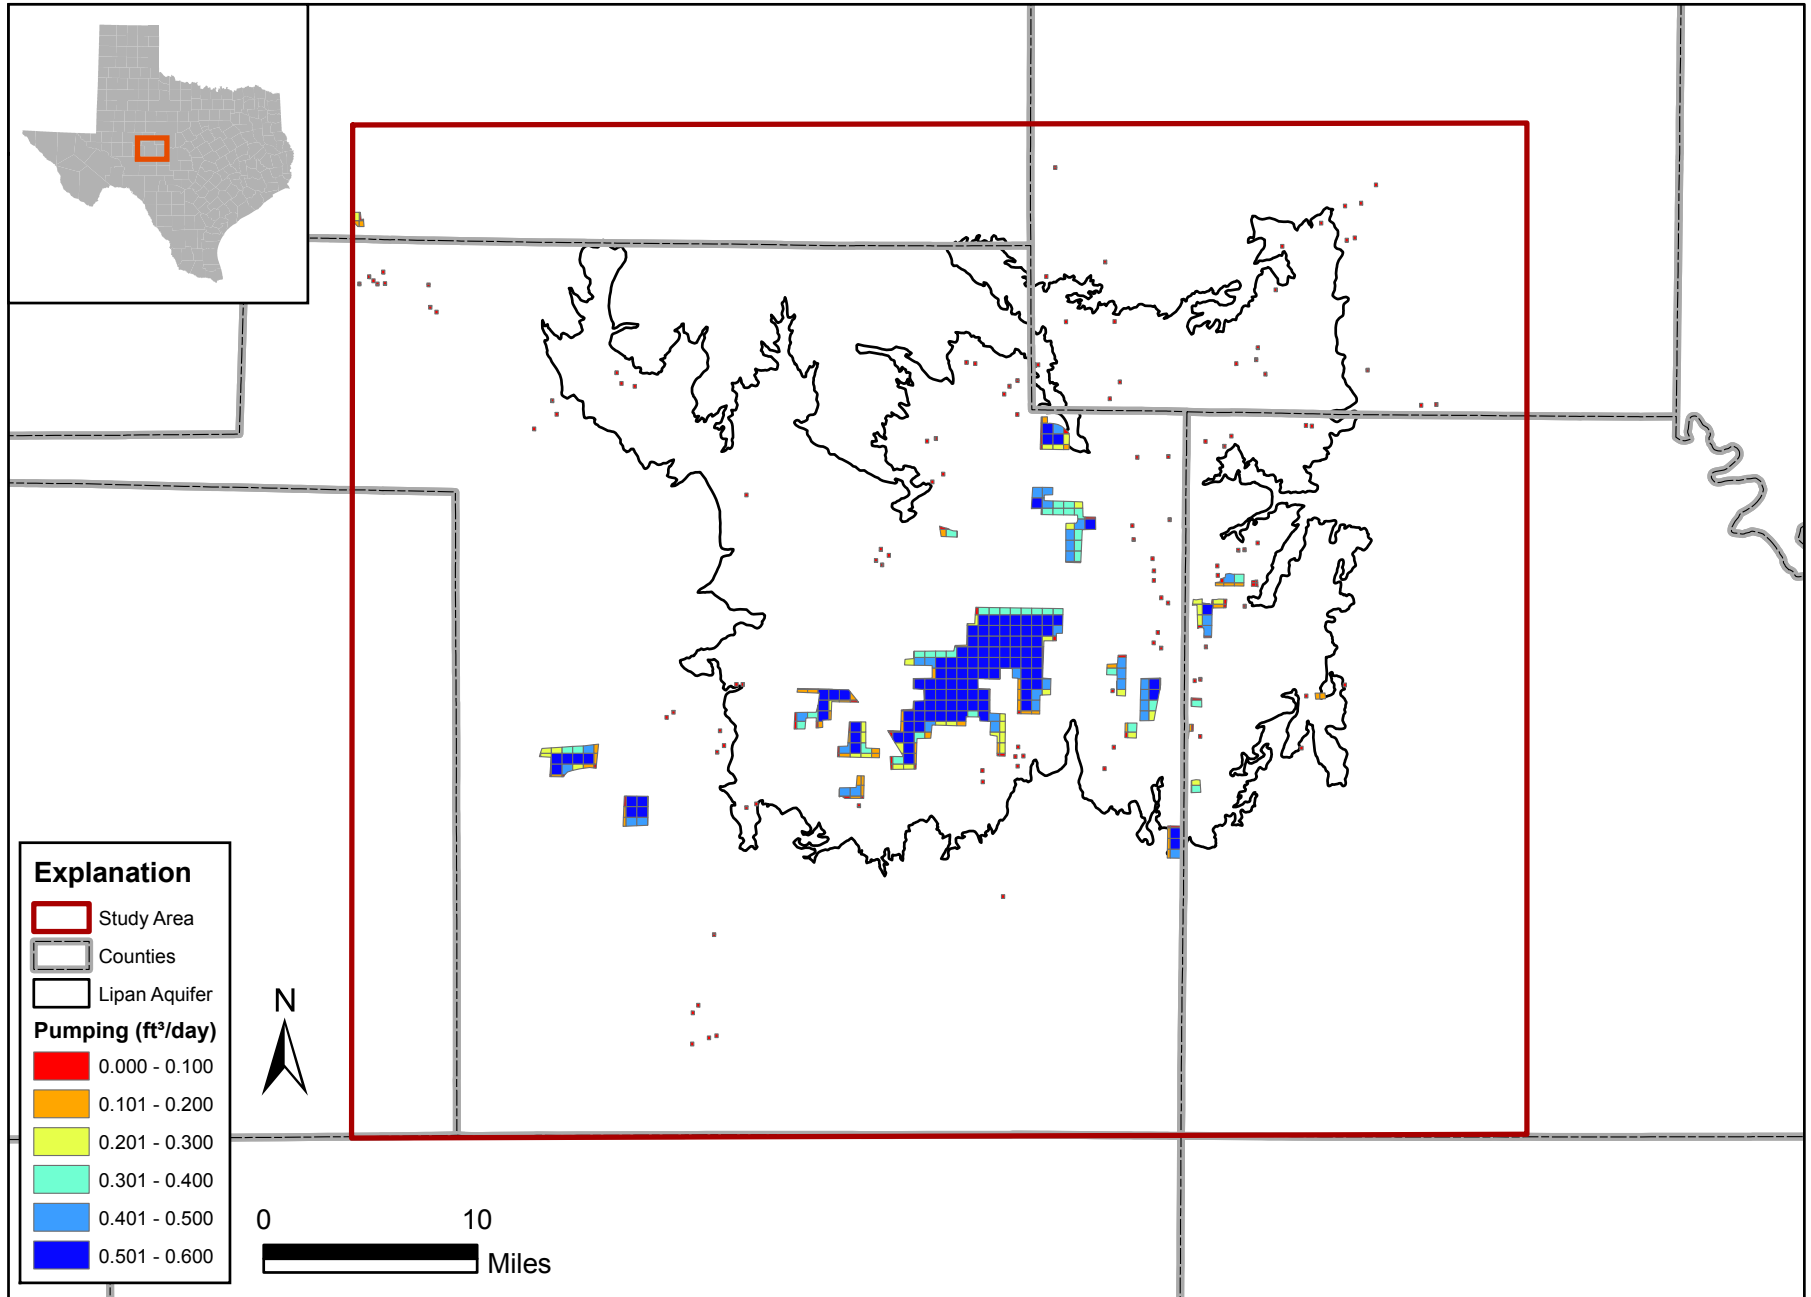 Explanation
Study Area
Counties
Lipan Aquifer
Pumping (ft³/day)
0.000 - 0.100
0.101 - 0.200
0.201 - 0.300
0.301 - 0.400
0.401 - 0.500
0.501 - 0.600
N
0 10
Miles